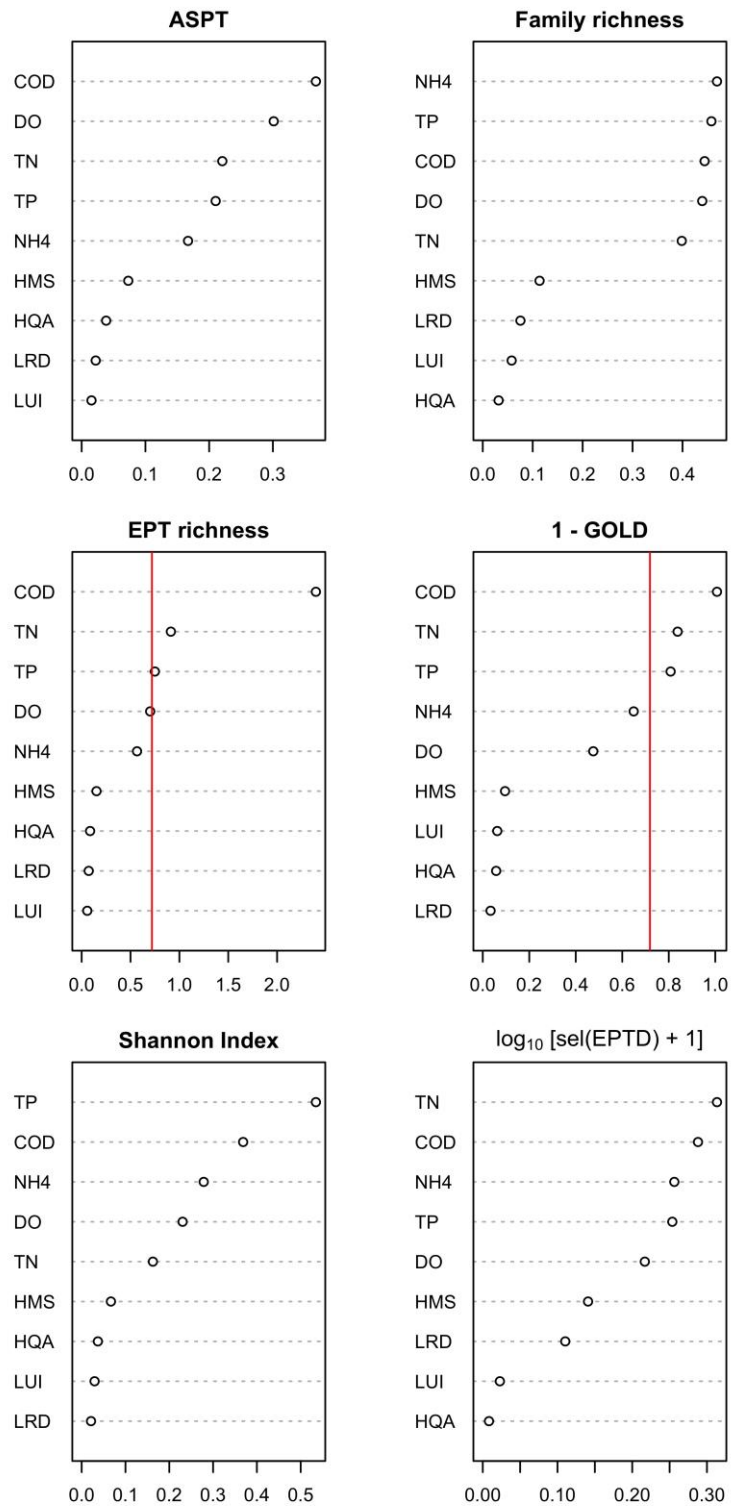 ASPT
COD
DO
TN
TP
NH4
HMS
HQA
LRD
LUI
0.0 0.1 0.2 0.3
Family richness
NH4
TP
COD
DO
TN
HMS
LRD
LUI
HQA
0.0 0.1 0.2 0.3 0.4
EPT richness
COD
TN
TP
DO
NH4
HMS
HQA
LRD
LUI
0.0 0.5 1.0 1.5 2.0
1 - GOLD
COD
TN
TP
NH4
DO
HMS
LUI
HQA
LRD
0.0 0.2 0.4 0.6 0.8 1.0
Shannon Index
TP
COD
NH4
DO
TN
HMS
HQA
LUI
LRD
0.0 0.1 0.2 0.3 0.4 0.5
log₁₀ [sel(EPTD) + 1]
TN
COD
NH4
TP
DO
HMS
LRD
LUI
HQA
0.00 0.10 0.20 0.30